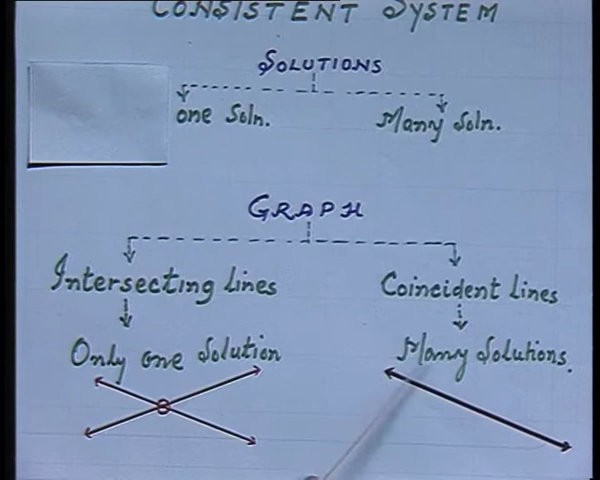 CONSISTENT SYSTEM
SOLUTIONS
one Soln. Many Soln.
GRAPH
Intersecting lines Coincident Lines
Only one Solution Many Solutions.